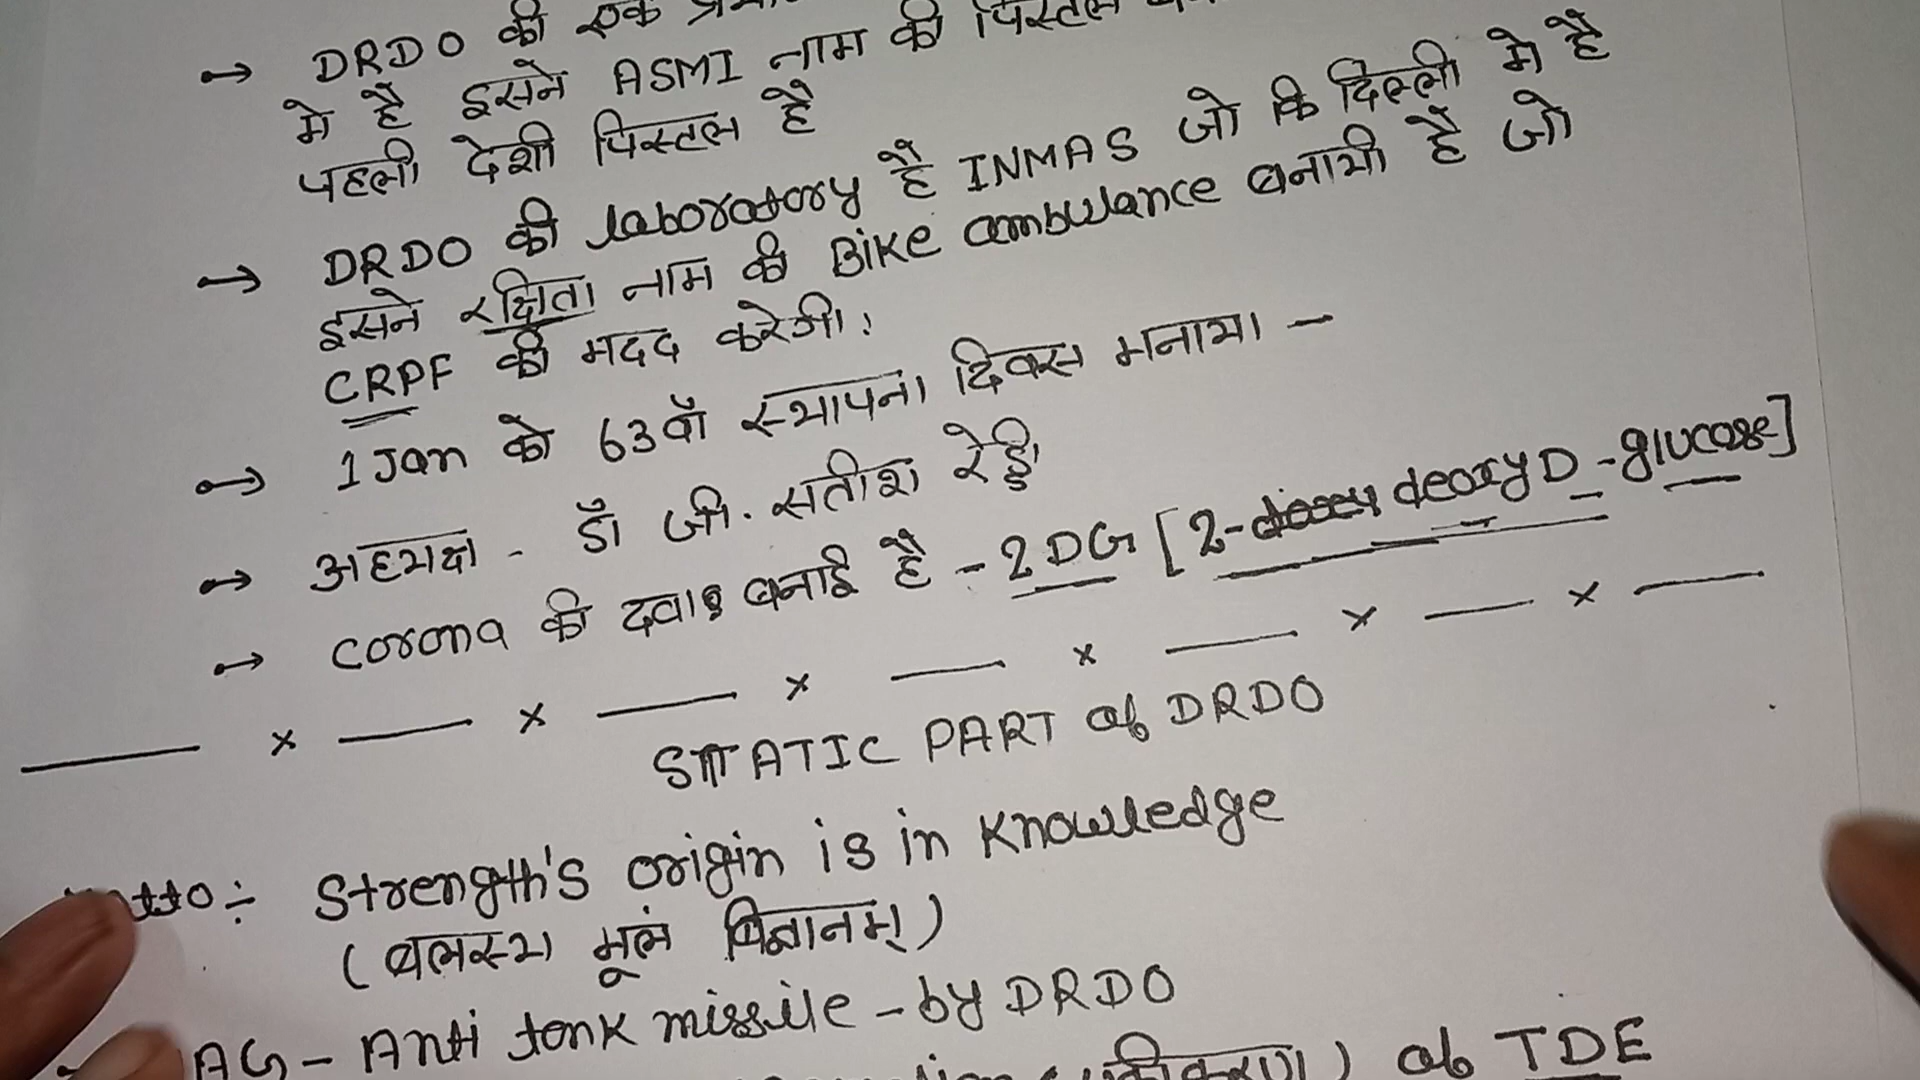 → DRDO की एक
मे है इसने ASMI नाम की पिस्टल
पहली देशी पिस्टल है
→ DRDO की laboratory है INMAS जो कि दिल्ली मे है
इसने रक्षिता नाम की Bike ambulance बनायी है जो
CRPF की मदद करेगी।
→ 1 Jan को 63वाँ स्थापना दिवस मनाया -
→ अध्यक्ष - डॉ जी. सतीश रेड्डी
→ corona की दवाई बनाई है - 2DG [2- deoxy D - glucose]
x x x x x x
STATIC PART of DRDO
÷ Strength's origin is in Knowledge
(बलस्य मूलं विज्ञानम्)
AG - Anti tank missile - by DRDO
of TDE